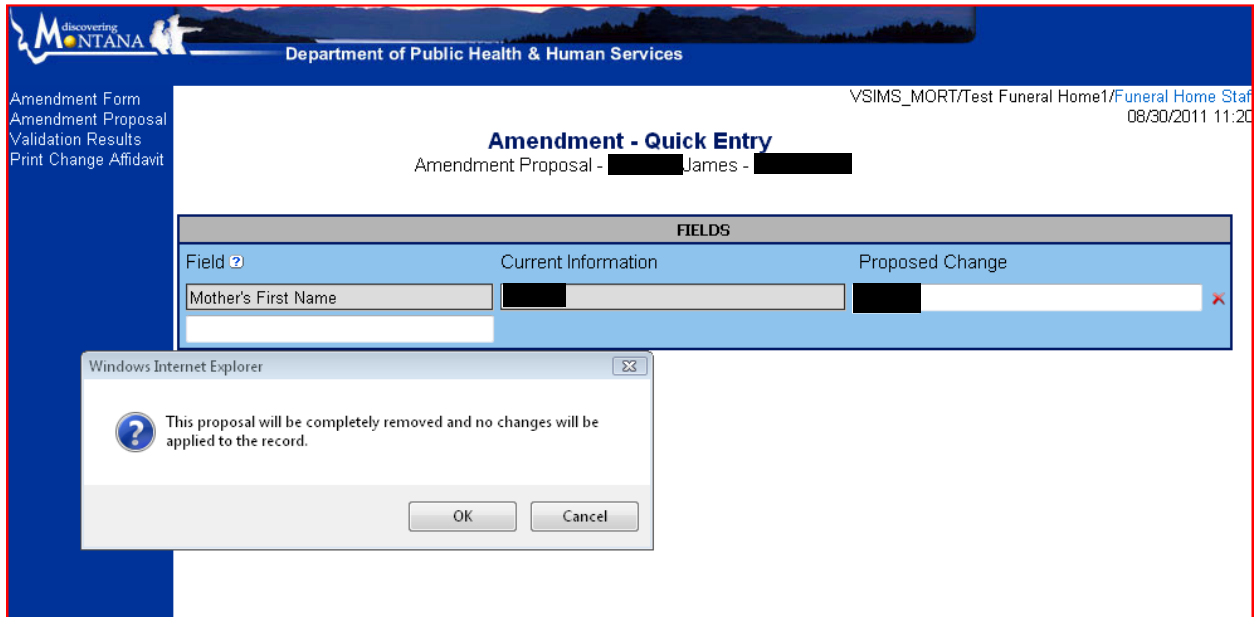 discovering
MONTANA
Department of Public Health & Human Services
Amendment Form
Amendment Proposal
Validation Results
Print Change Affidavit
VSIMS_MORT/Test Funeral Home1/Funeral Home Staf
08/30/2011 11:20
Amendment - Quick Entry
Amendment Proposal - James -
FIELDS
Field ? Current Information Proposed Change
Mother's First Name
Windows Internet Explorer
This proposal will be completely removed and no changes will be
applied to the record.
OK Cancel